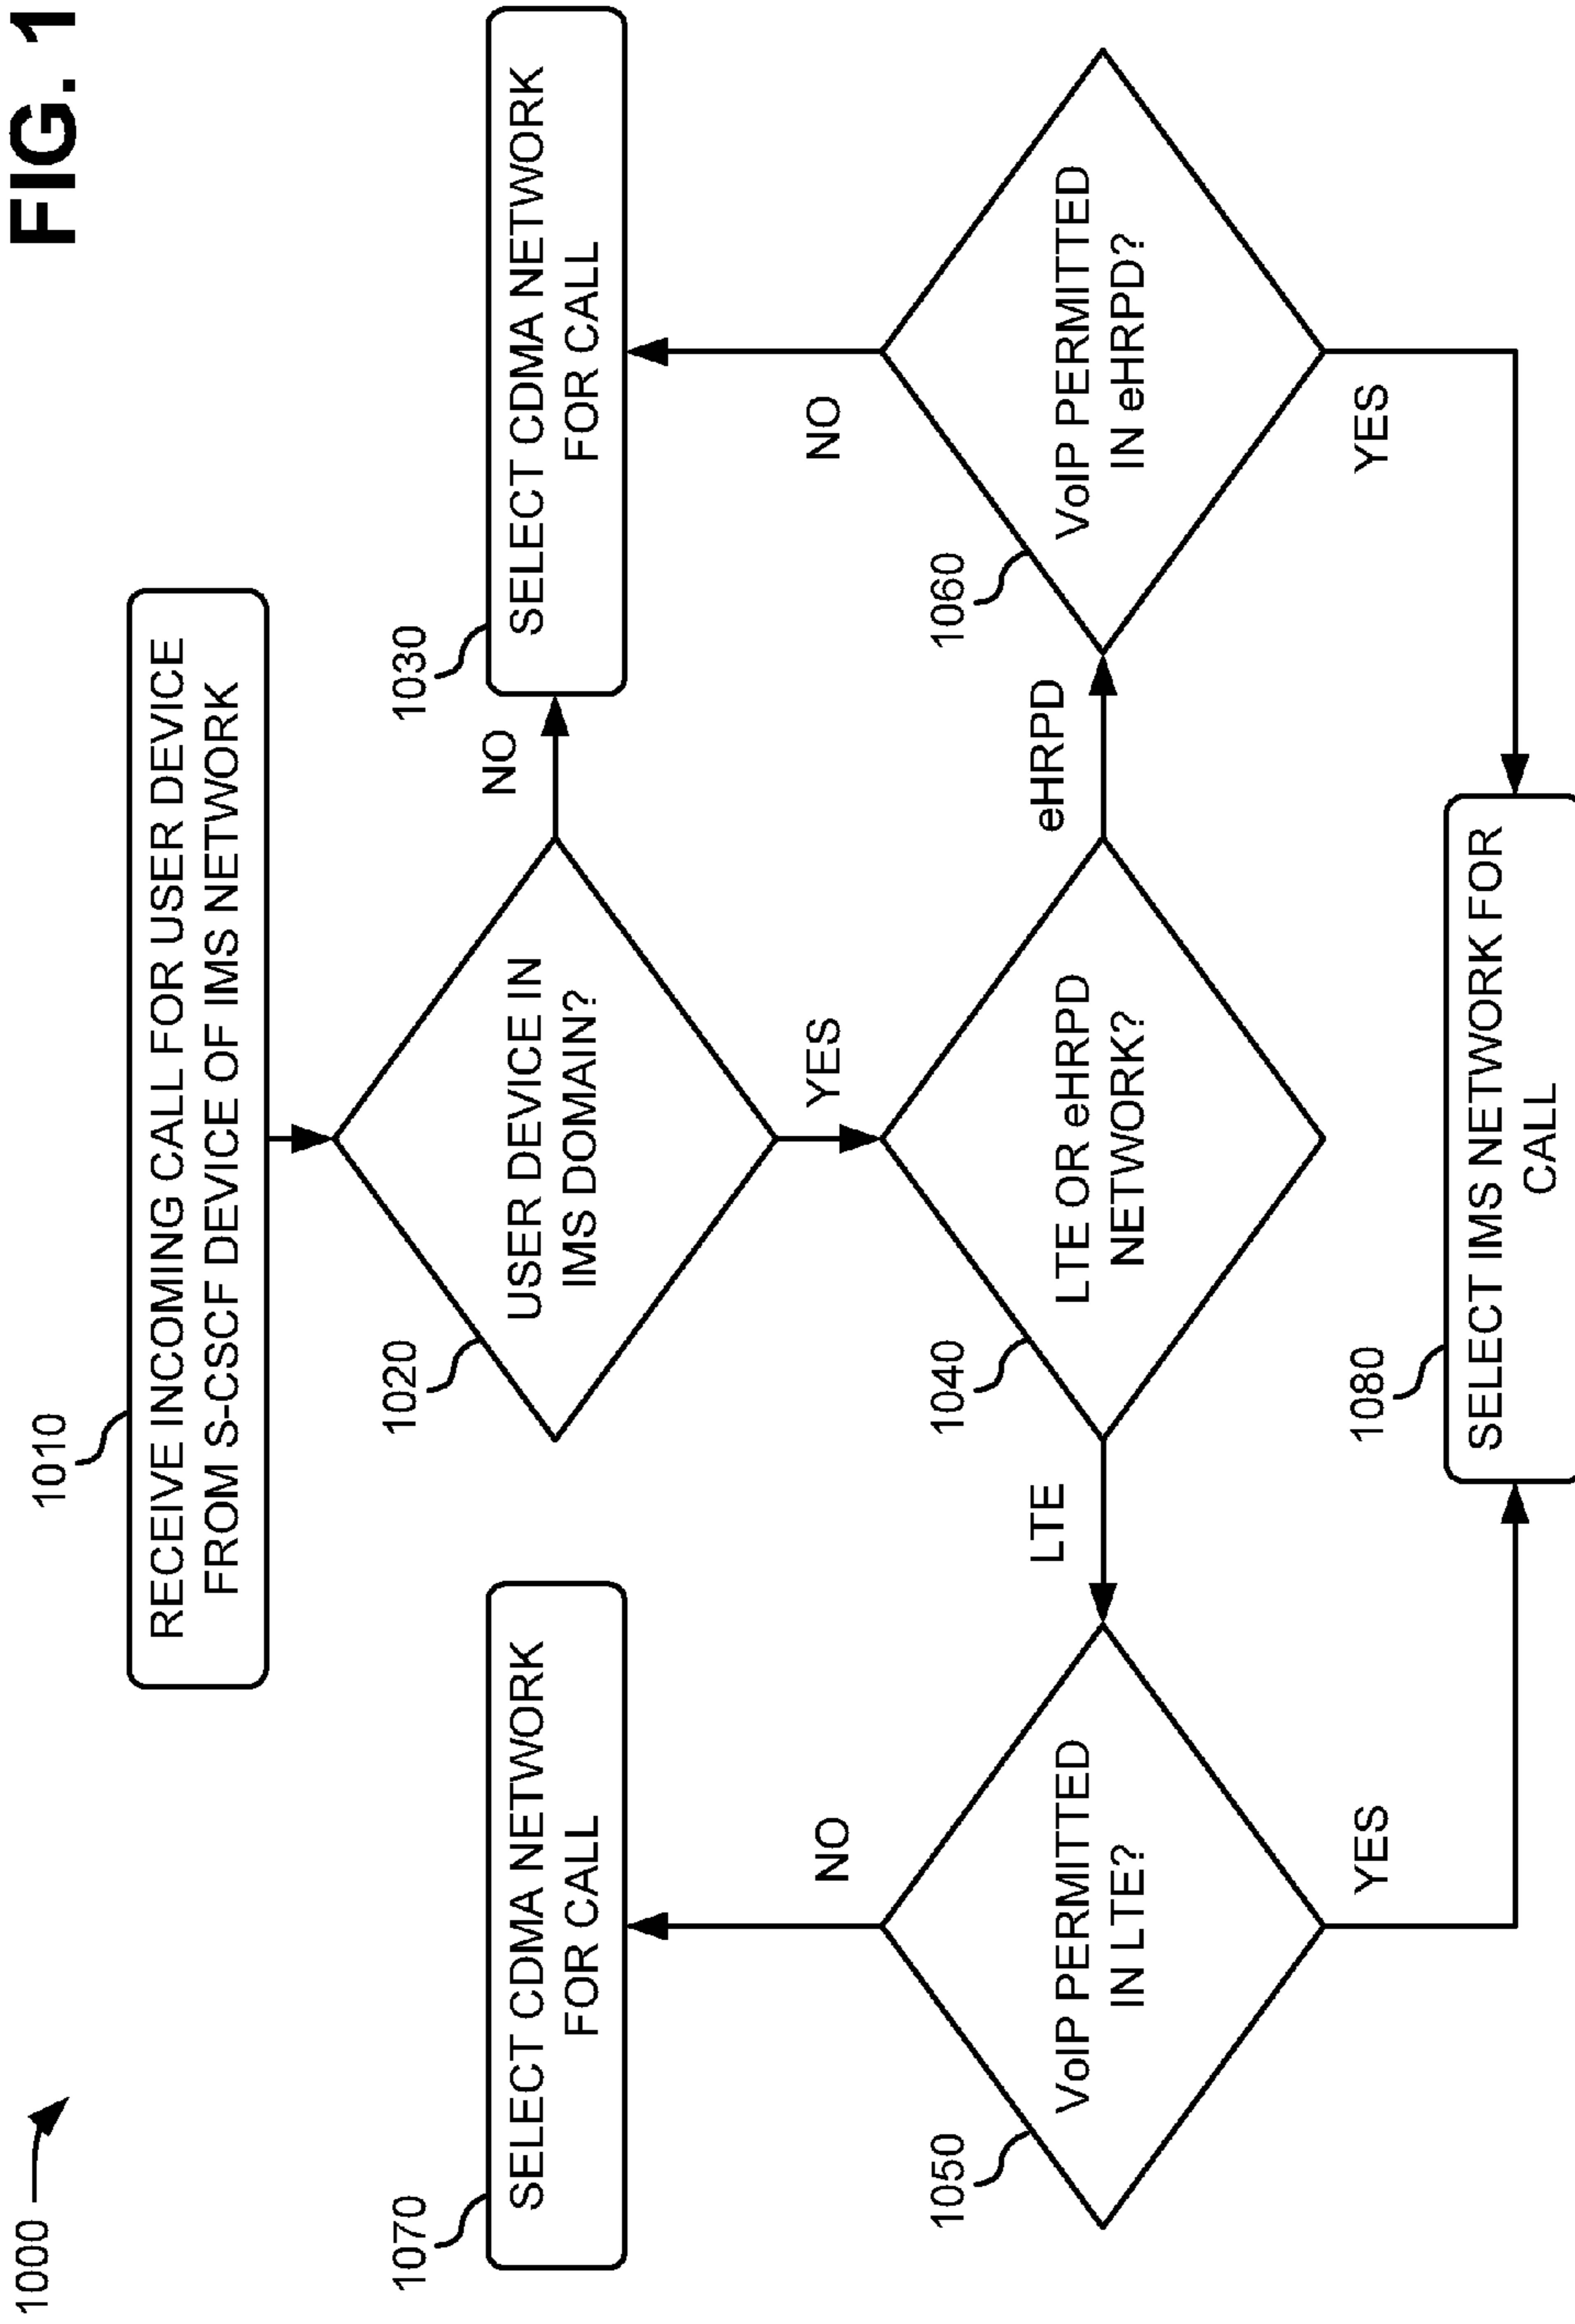 FIG. 1
1000
1010
RECEIVE INCOMING CALL FOR USER DEVICE
FROM S-CSCF DEVICE OF IMS NETWORK
1070
SELECT CDMA NETWORK
FOR CALL
1020
USER DEVICE IN
IMS DOMAIN?
NO
1030
SELECT CDMA NETWORK
FOR CALL
YES
NO
NO
1050
VoIP PERMITTED
IN LTE?
LTE
1040
LTE OR eHRPD
NETWORK?
eHRPD
1060
VoIP PERMITTED
IN eHRPD?
YES
YES
1080
SELECT IMS NETWORK FOR
CALL